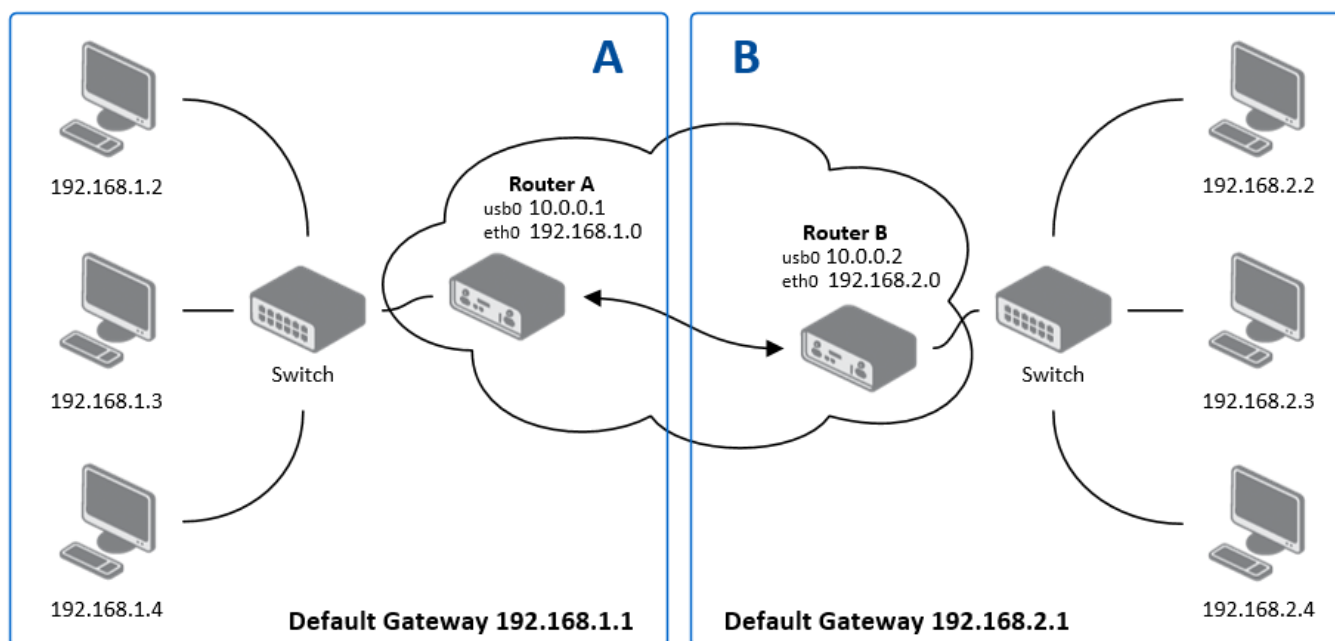 A
B
192.168.1.2
192.168.2.2
Router A
usb0 10.0.0.1
eth0 192.168.1.0
Router B
usb0 10.0.0.2
eth0 192.168.2.0
Switch
Switch
192.168.1.3
192.168.2.3
192.168.1.4
192.168.2.4
Default Gateway 192.168.1.1
Default Gateway 192.168.2.1